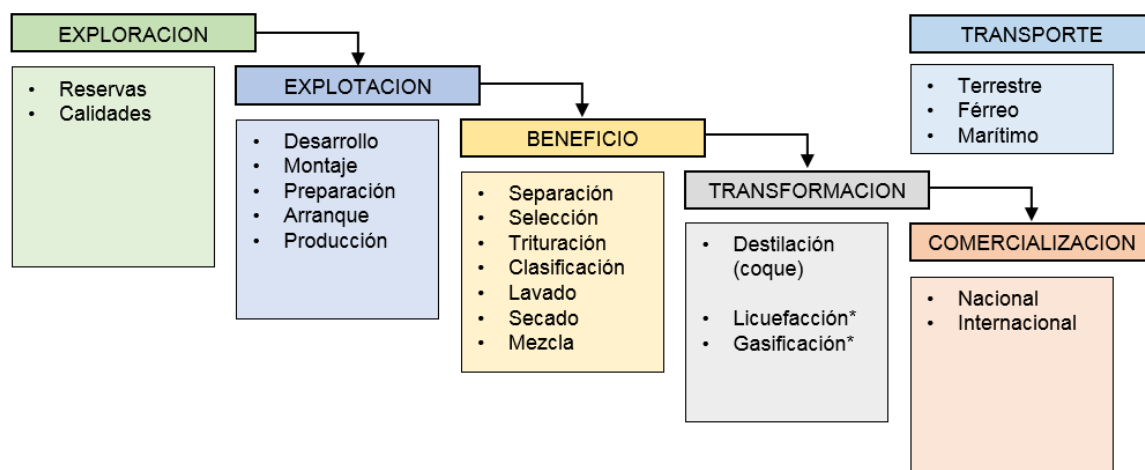 EXPLORACION
• Reservas
• Calidades
EXPLOTACION
• Desarrollo
• Montaje
• Preparación
• Arranque
• Producción
BENEFICIO
• Separación
• Selección
• Trituración
• Clasificación
• Lavado
• Secado
• Mezcla
TRANSFORMACION
• Destilación
(coque)
• Licuefacción*
• Gasificación*
TRANSPORTE
• Terrestre
• Férreo
• Marítimo
COMERCIALIZACION
• Nacional
• Internacional